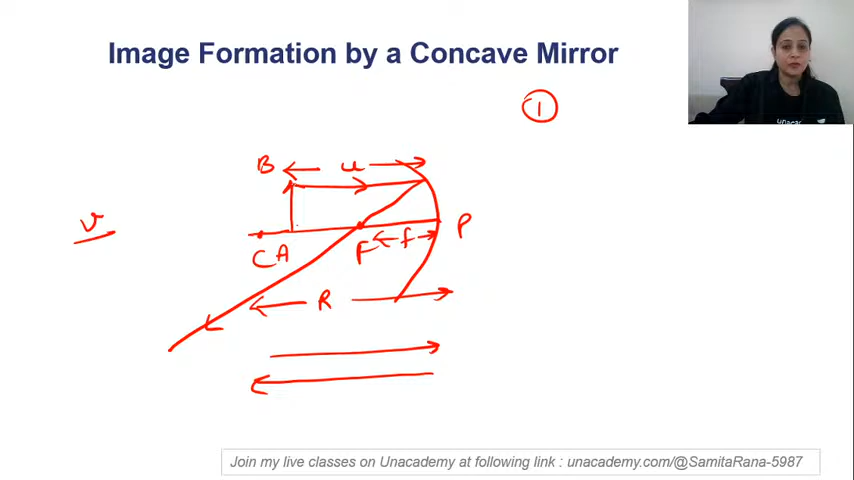 Image Formation by a Concave Mirror
1
B u
v
P
C A F f
R
unaca
Join my live classes on Unacademy at following link : unacademy.com/@SamitaRana-5987